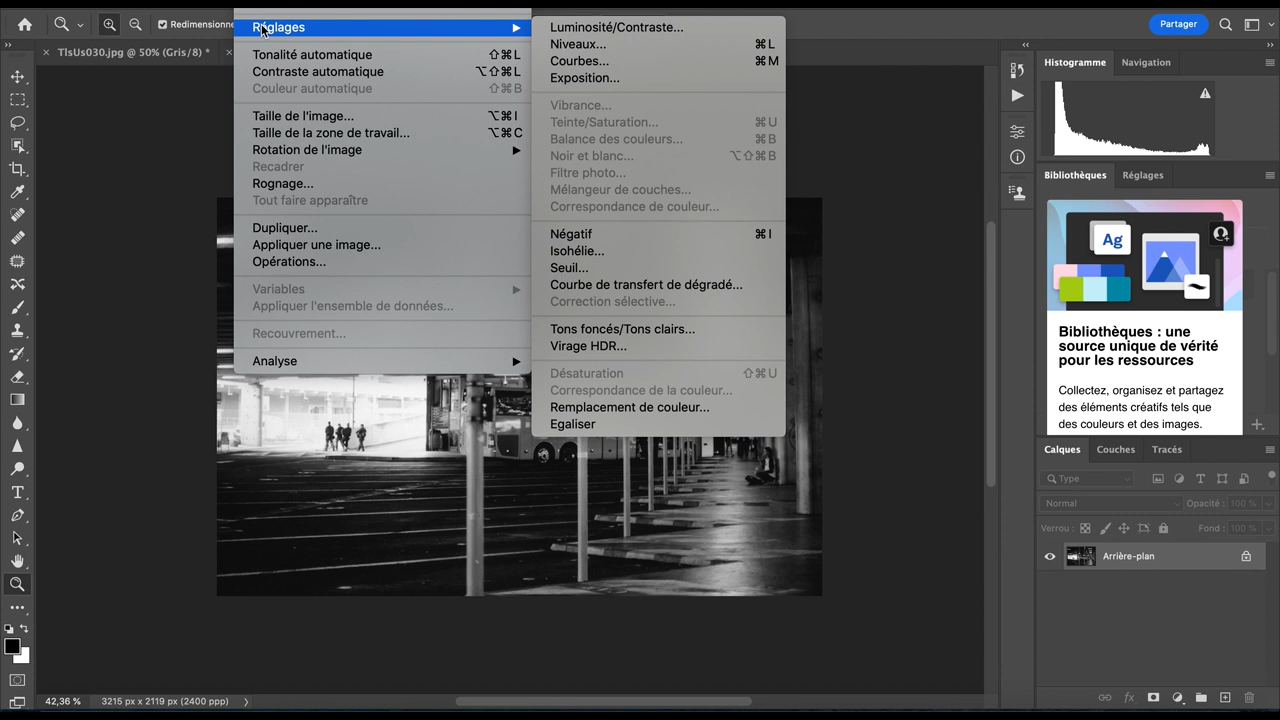 Redimensionne
Partager
TlsUs030.jpg @ 50% (Gris/8) *
Réglages
Tonalité automatique ⇧⌘L
Contraste automatique ⌥⇧⌘L
Couleur automatique ⇧⌘B
Taille de l'image... ⌥⌘I
Taille de la zone de travail... ⌥⌘C
Rotation de l'image
Recadrer
Rognage...
Tout faire apparaître
Dupliquer...
Appliquer une image...
Opérations...
Variables
Appliquer l'ensemble de données...
Recouvrement...
Analyse
Luminosité/Contraste...
Niveaux... ⌘L
Courbes... ⌘M
Exposition...
Vibrance...
Teinte/Saturation... ⌘U
Balance des couleurs... ⌘B
Noir et blanc... ⌥⇧⌘B
Filtre photo...
Mélangeur de couches...
Correspondance de couleur...
Négatif ⌘I
Isohélie...
Seuil...
Courbe de transfert de dégradé...
Correction sélective...
Tons foncés/Tons clairs...
Virage HDR...
Désaturation ⇧⌘U
Correspondance de la couleur...
Remplacement de couleur...
Egaliser
Histogramme Navigation
Bibliothèques Réglages
Ag
Bibliothèques : une
source unique de vérité
pour les ressources
Collectez, organisez et partagez
des éléments créatifs tels que
des couleurs et des images.
Calques Couches Tracés
Type
Normal Opacité : 100 %
Verrou : Fond : 100 %
Arrière-plan
fx
42,36 % 3215 px x 2119 px (2400 ppp)